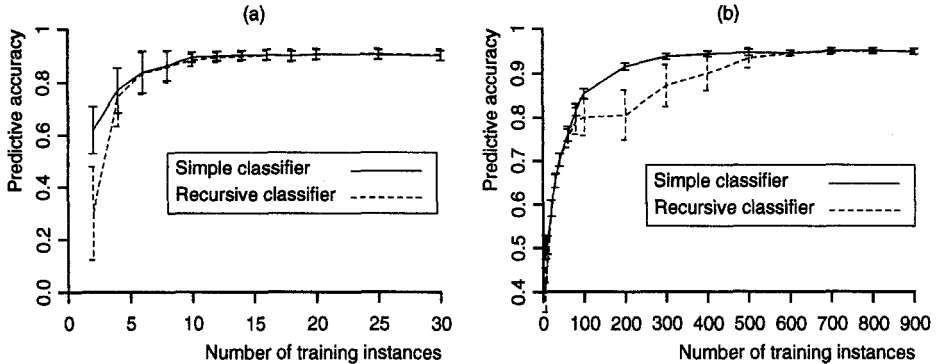 (a)
Predictive accuracy
1.0
0.8
0.6
0.4
0.2
0.0
Simple classifier
Recursive classifier
0 5 10 15 20 25 30
Number of training instances
(b)
Predictive accuracy
1
0.9
0.8
0.7
0.6
0.5
0.4
Simple classifier
Recursive classifier
0 100 200 300 400 500 600 700 800 900
Number of training instances